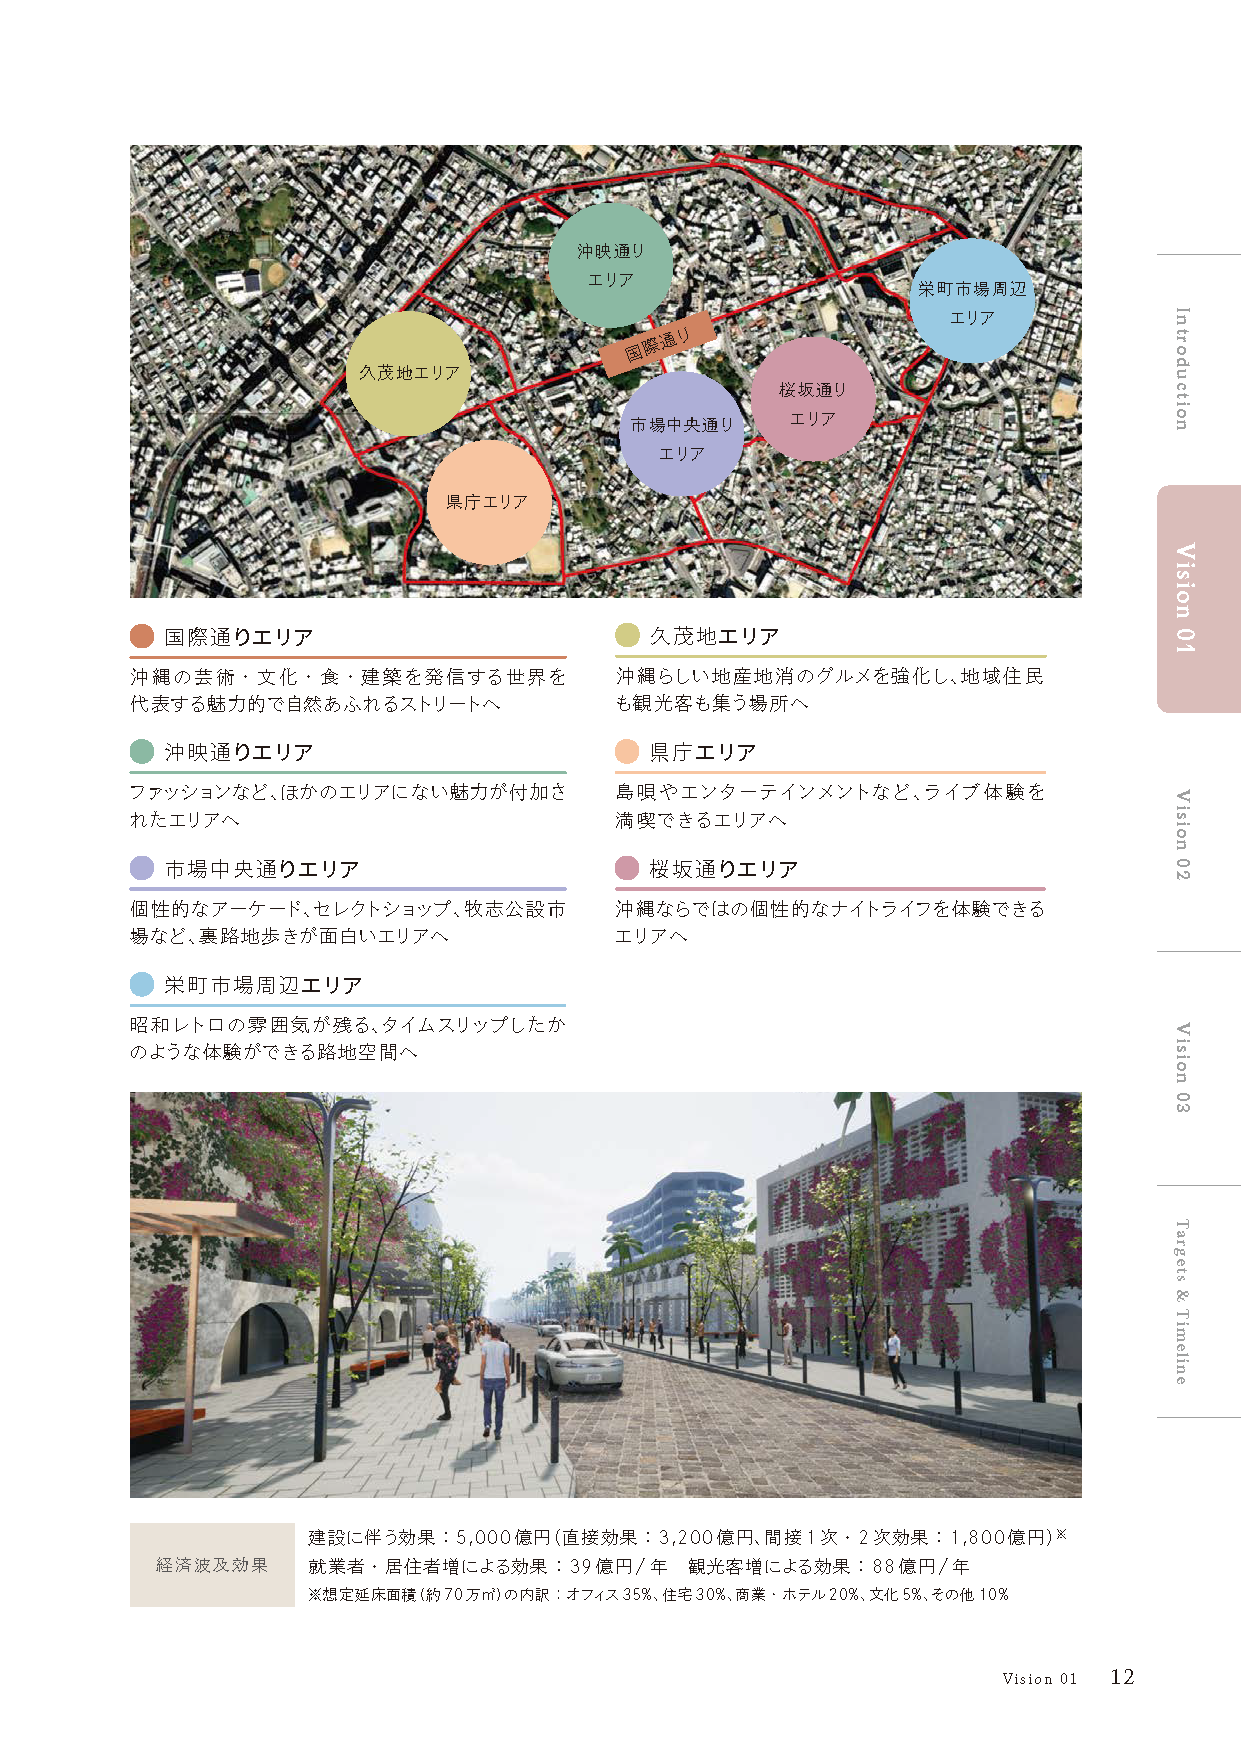 沖映通り
エリア
栄町市場周辺
エリア
国際通り
久茂地エリア
桜坂通り
エリア
市場中央通り
エリア
県庁エリア
国際通りエリア
沖縄の芸術・文化・食・建築を発信する世界を
代表する魅力的で自然あふれるストリートへ
久茂地エリア
沖縄らしい地産地消のグルメを強化し、地域住民
も観光客も集う場所へ
沖映通りエリア
ファッションなど、ほかのエリアにない魅力が付加さ
れたエリアへ
県庁エリア
島唄やエンターテインメントなど、ライブ体験を
満喫できるエリアへ
市場中央通りエリア
個性的なアーケード、セレクトショップ、牧志公設市
場など、裏路地歩きが面白いエリアへ
桜坂通りエリア
沖縄ならではの個性的なナイトライフを体験できる
エリアへ
栄町市場周辺エリア
昭和レトロの雰囲気が残る、タイムスリップしたか
のような体験ができる路地空間へ
経済波及効果
建設に伴う効果：5,000億円（直接効果：3,200億円、間接1次・2次効果：1,800億円）※
就業者・居住者増による効果：39億円/年　観光客増による効果：88億円/年
※想定延床面積（約70万㎡）の内訳：オフィス35%、住宅30%、商業・ホテル20%、文化5%、その他10%
Introduction
Vision 01
Vision 02
Vision 03
Targets & Timeline
Vision 01 12